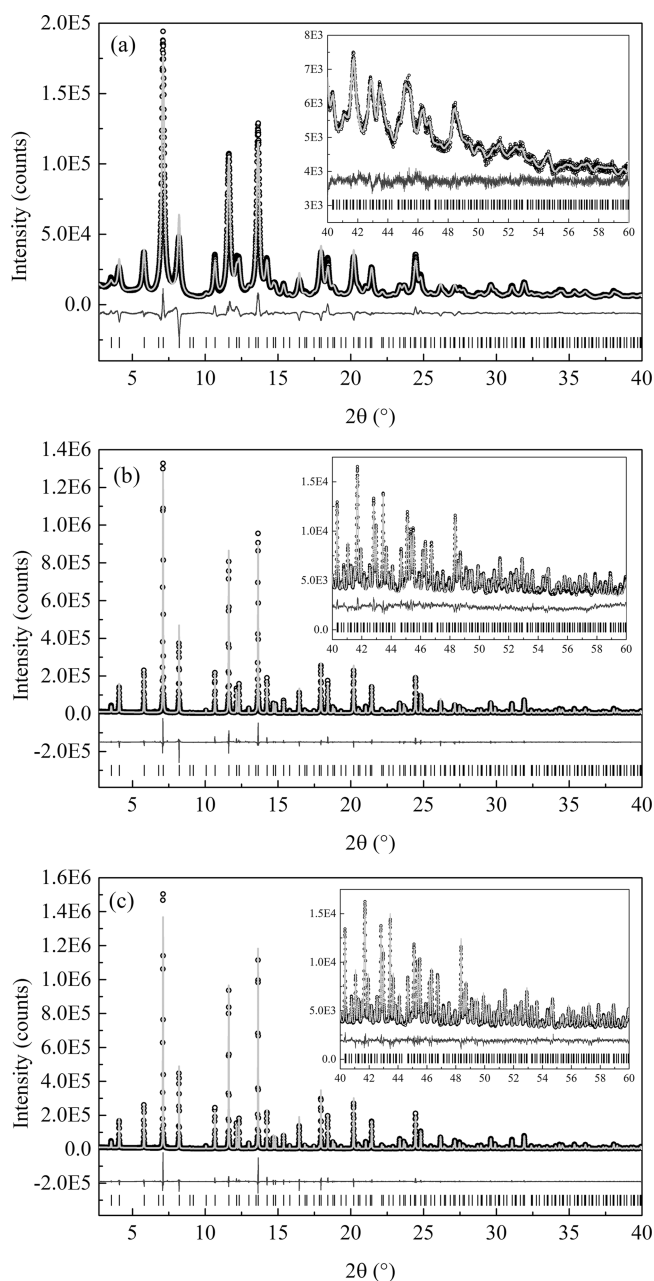 (a)
Intensity (counts)
2.0E5
1.5E5
1.0E5
5.0E4
0.0
8E3
7E3
6E3
5E3
4E3
3E3
40 42 44 46 48 50 52 54 56 58 60
5 10 15 20 25 30 35 40
2θ (°)
(b)
Intensity (counts)
1.4E6
1.2E6
1.0E6
8.0E5
6.0E5
4.0E5
2.0E5
0.0
-2.0E5
1.5E4
1.0E4
5.0E3
0.0
40 42 44 46 48 50 52 54 56 58 60
5 10 15 20 25 30 35 40
2θ (°)
(c)
Intensity (counts)
1.6E6
1.4E6
1.2E6
1.0E6
8.0E5
6.0E5
4.0E5
2.0E5
0.0
-2.0E5
1.5E4
1.0E4
5.0E3
0.0
40 42 44 46 48 50 52 54 56 58 60
5 10 15 20 25 30 35 40
2θ (°)